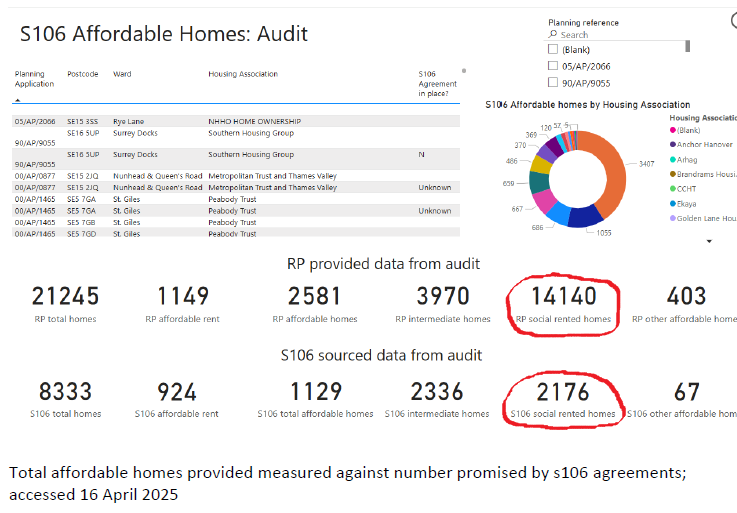 S106 Affordable Homes: Audit
Planning reference
Search
(Blank)
05/AP/2066
90/AP/9055
Planning Application Postcode Ward Housing Association S106 Agreement in place?
05/AP/2066 SE15 3SS Rye Lane NHHO HOME OWNERSHIP
90/AP/9055 SE16 5UP Surrey Docks Southern Housing Group
90/AP/9055 SE16 5UP Surrey Docks Southern Housing Group N
00/AP/0877 SE15 2JQ Nunhead & Queen's Road Metropolitan Trust and Thames Valley
00/AP/0877 SE15 2JQ Nunhead & Queen's Road Metropolitan Trust and Thames Valley Unknown
00/AP/1465 SE5 7GA St. Giles Peabody Trust
00/AP/1465 SE5 7GA St. Giles Peabody Trust Unknown
00/AP/1465 SE5 7GB St. Giles Peabody Trust
00/AP/1465 SE5 7GD St. Giles Peabody Trust
S106 Affordable homes by Housing Association
3407
1055
686
667
659
486
370
369
120
57
5
Housing Associatio
(Blank)
Anchor Hanover
Arhag
Brandrams Housi.
CCHT
Ekaya
Golden Lane Hou.
RP provided data from audit
21245 1149 2581 3970 14140 403
RP total homes RP affordable rent RP affordable homes RP intermediate homes RP social rented homes RP other affordable home
S106 sourced data from audit
8333 924 1129 2336 2176 67
S106 total homes S106 affordable rent S106 total affordable homes S106 intermediate homes S106 social rented homes S106 other affordable hom
Total affordable homes provided measured against number promised by s106 agreements;
accessed 16 April 2025